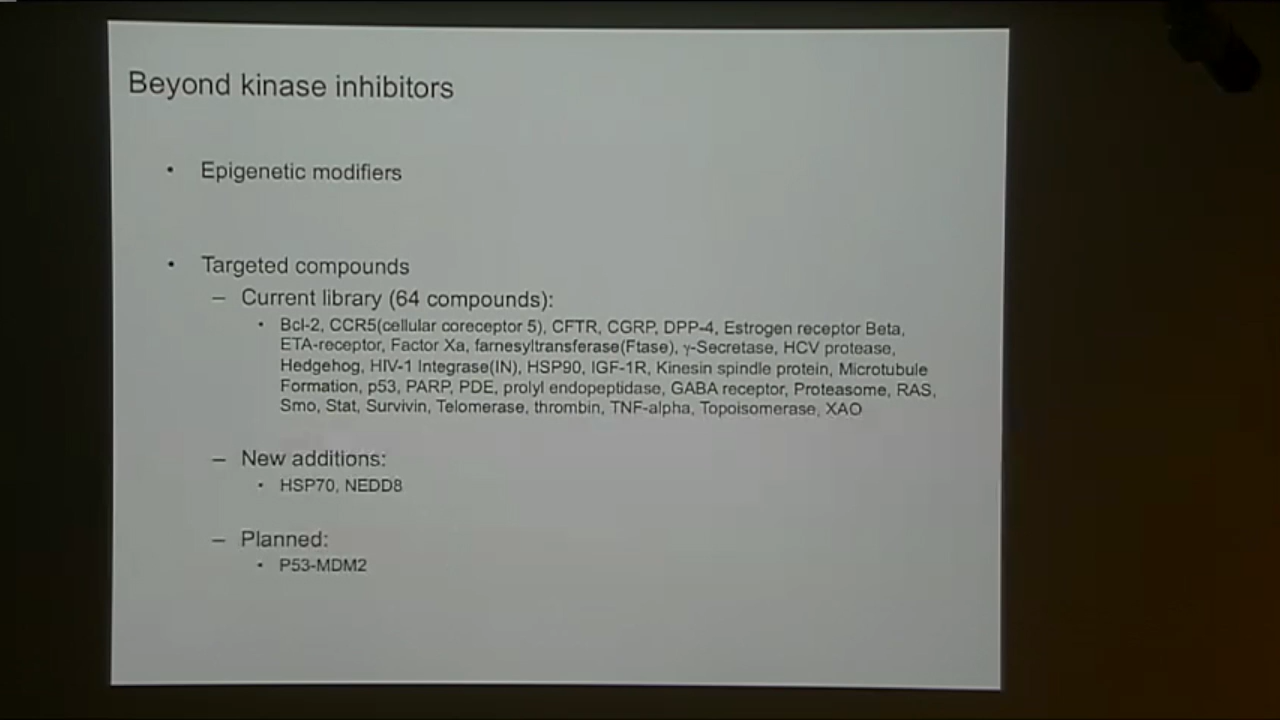 Beyond kinase inhibitors
• Epigenetic modifiers
• Targeted compounds
– Current library (64 compounds):
• Bcl-2, CCR5(cellular coreceptor 5), CFTR, CGRP, DPP-4, Estrogen receptor Beta,
ETA-receptor, Factor Xa, farnesyltransferase(Ftase), γ-Secretase, HCV protease,
Hedgehog, HIV-1 Integrase(IN), HSP90, IGF-1R, Kinesin spindle protein, Microtubule
Formation, p53, PARP, PDE, prolyl endopeptidase, GABA receptor, Proteasome, RAS,
Smo, Stat, Survivin, Telomerase, thrombin, TNF-alpha, Topoisomerase, XAO
– New additions:
• HSP70, NEDD8
– Planned:
• P53-MDM2